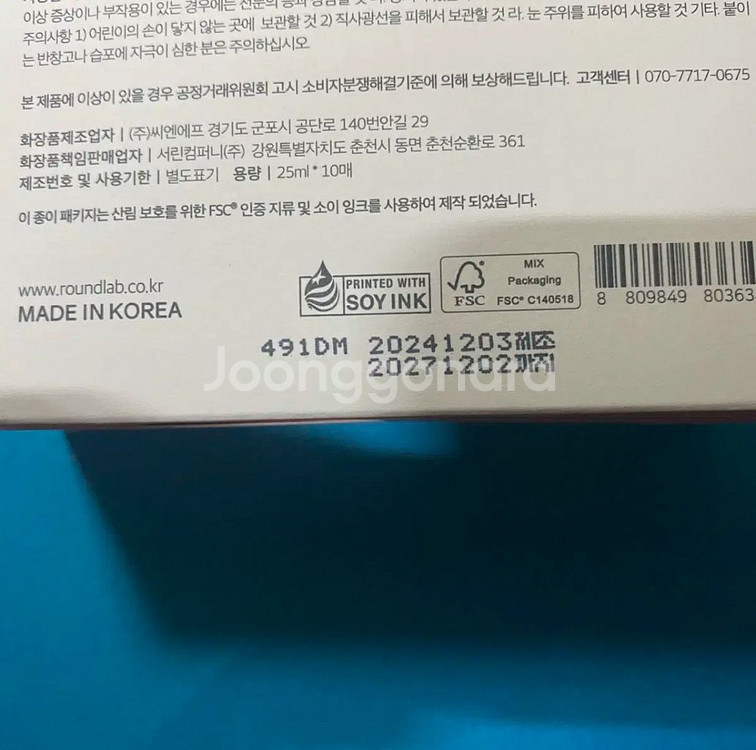 이상 증상이나 부작용이 있는 경우에는 전문의 등과 상담할 것
주의사항 1) 어린이의 손이 닿지 않는 곳에 보관할 것 2) 직사광선을 피해서 보관할 것 라. 눈 주위를 피하여 사용할 것 기타. 붙이
는 반창고나 습포에 자극이 심한 분은 주의하십시오.
본 제품에 이상이 있을 경우 공정거래위원회 고시 소비자분쟁해결기준에 의해 보상해드립니다. 고객센터 | 070-7717-0675
화장품제조업자 | (주)씨엔에프 경기도 군포시 공단로 140번안길 29
화장품책임판매업자 | 서린컴퍼니(주) 강원특별자치도 춘천시 동면 춘천순환로 361
제조번호 및 사용기한 | 별도표기 용량 | 25ml * 10매
이 종이 패키지는 산림 보호를 위한 FSC® 인증 지류 및 소이 잉크를 사용하여 제작 되었습니다.
www.roundlab.co.kr
MADE IN KOREA
PRINTED WITH
SOY INK
FSC
MIX
Packaging
FSC® C140518
8 809849 80363
491DM 20241203제조
20271202까지
Joonggonara